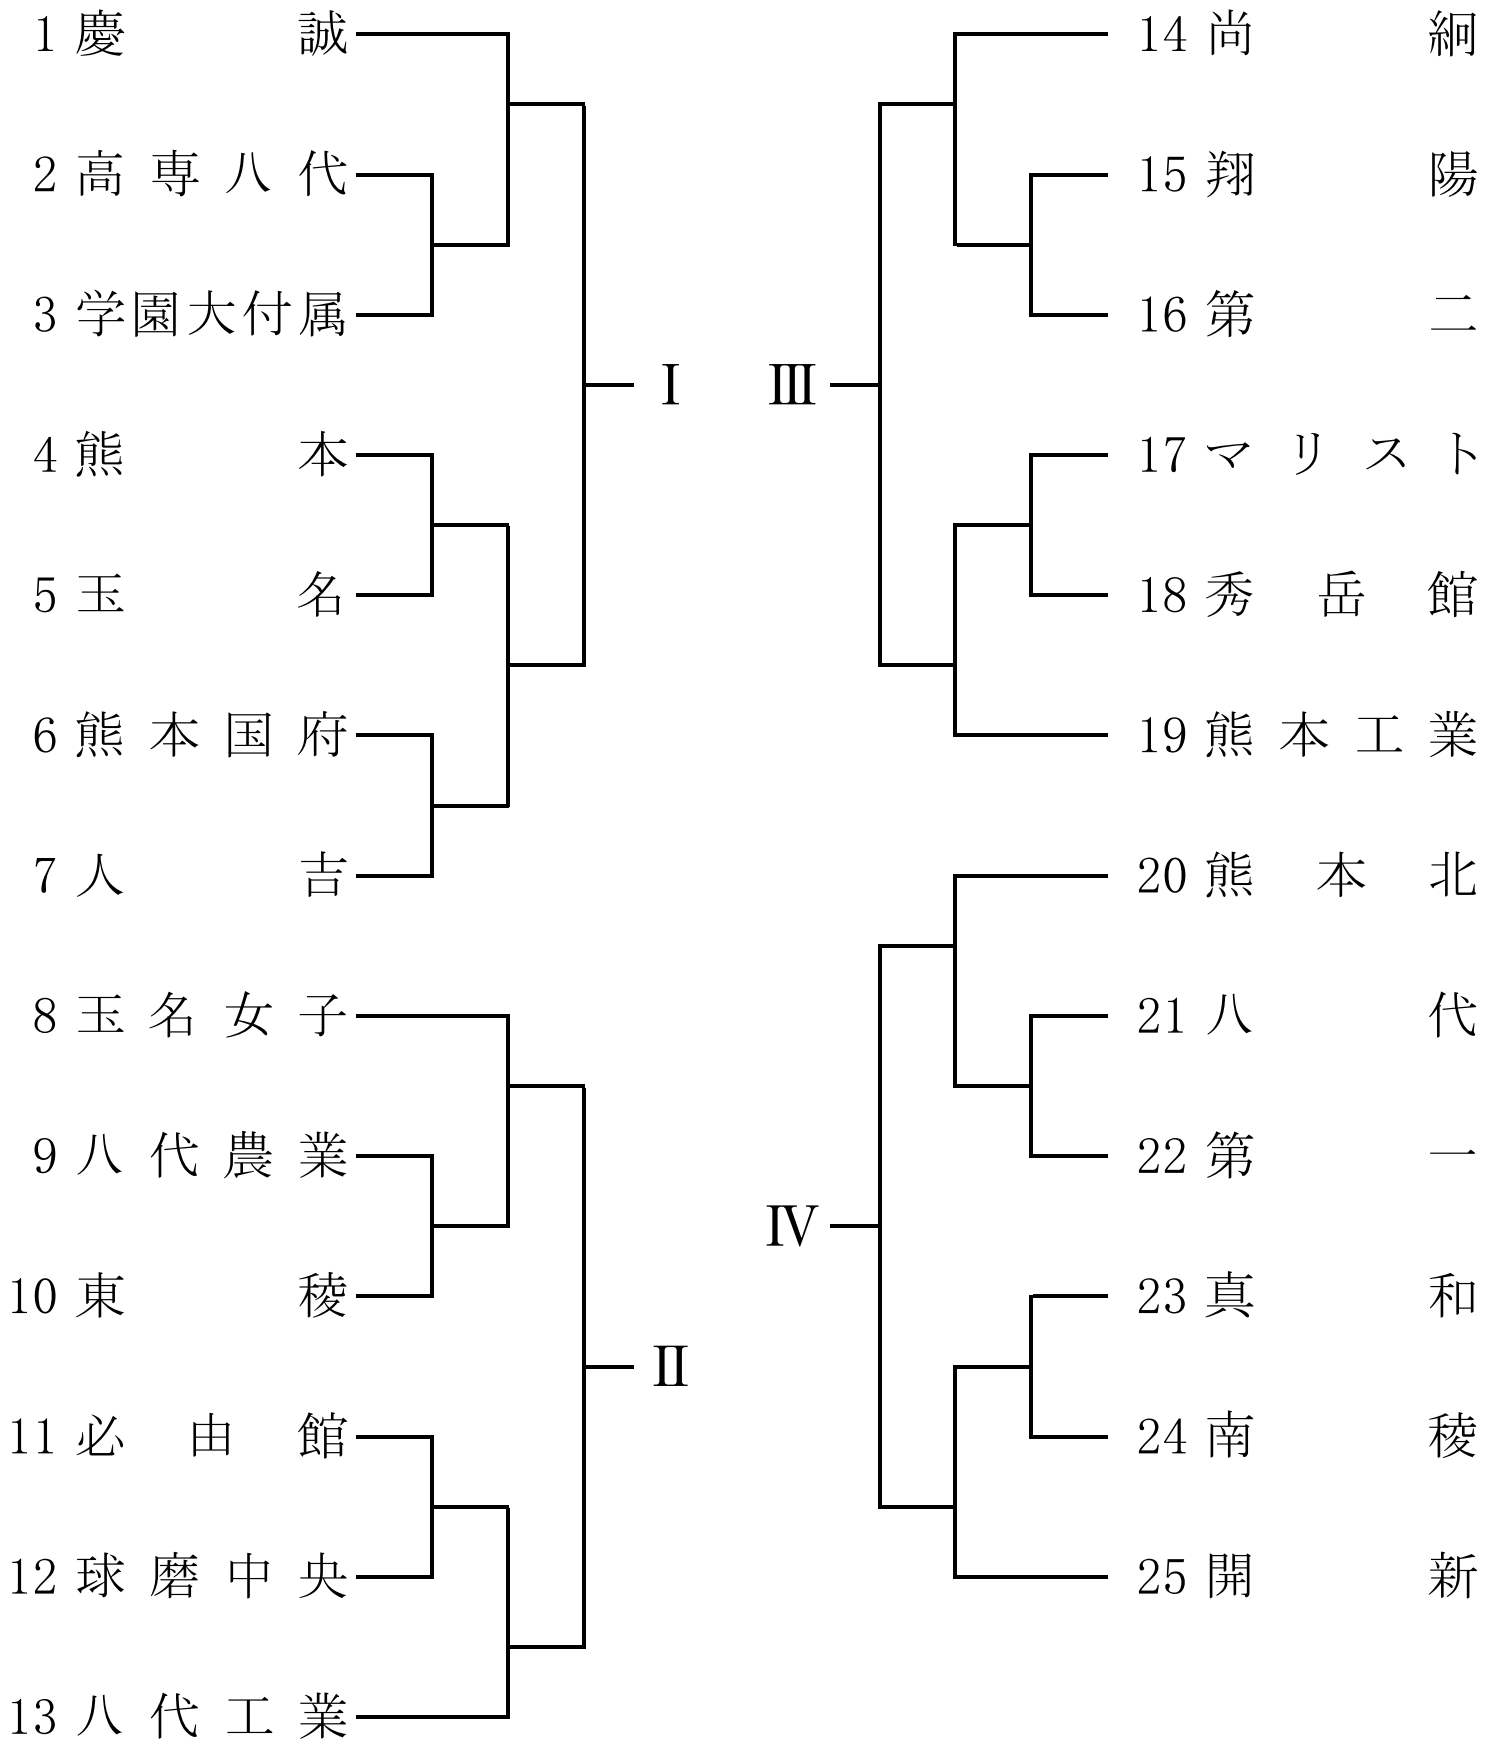 1 慶誠
2 高専八代
3 学園大付属
4 熊本
5 玉名
6 熊本国府
7 人吉
8 玉名女子
9 八代農業
10 東稜
11 必由館
12 球磨中央
13 八代工業
Ⅰ
Ⅱ
Ⅲ
Ⅳ
14 尚絅
15 翔陽
16 第二
17 マリスト
18 秀岳館
19 熊本工業
20 熊本北
21 八代
22 第一
23 真和
24 南稜
25 開新